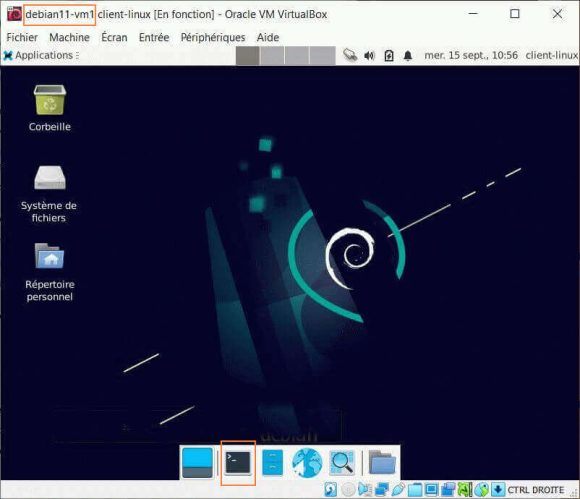 debian11-vm1 client-linux [En fonction] - Oracle VM VirtualBox
Fichier Machine Écran Entrée Périphériques Aide
Applications mer. 15 sept., 10:56 client-linux
Corbeille
Système de
fichiers
Répertoire
personnel
debian
CTRL DROITE